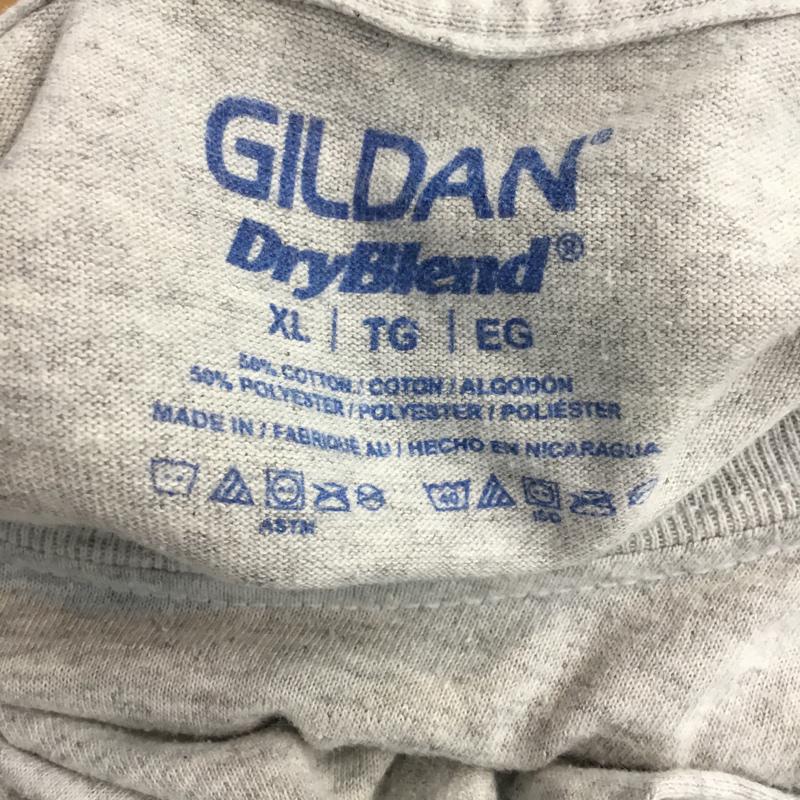 GILDAN®
DryBlend®
XL | TG | EG
50% COTTON / COTON / ALGODÓN
50% POLYESTER / POLYESTER / POLIÉSTER
MADE IN / FABRIQUÉ AU / HECHO EN NICARAGUA
40
ASTM ISO